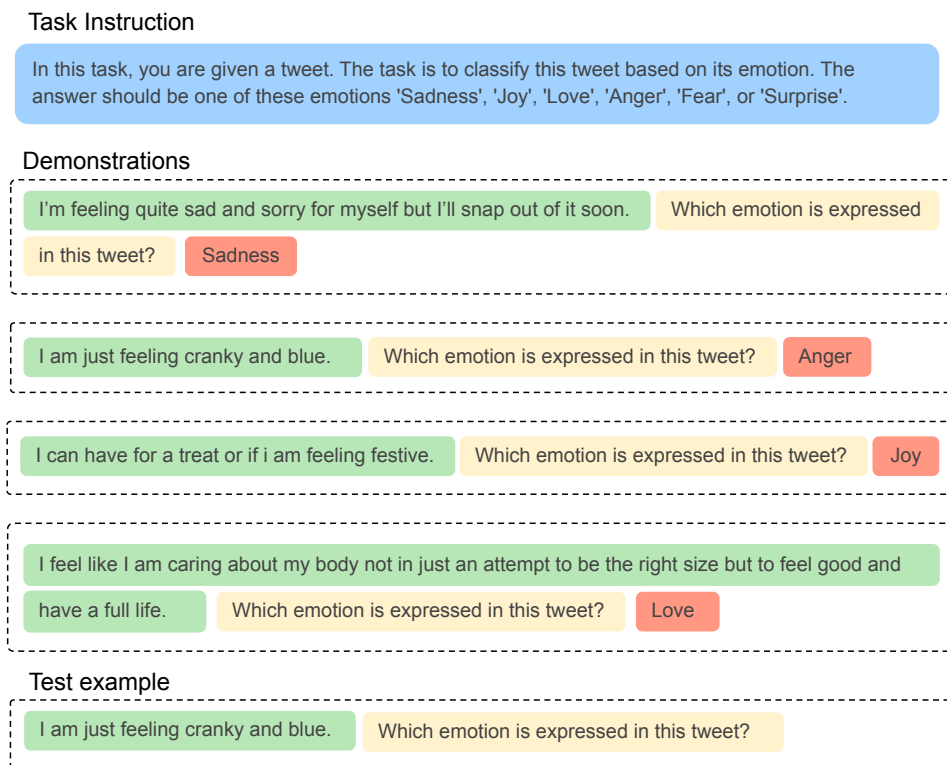 Task Instruction
In this task, you are given a tweet. The task is to classify this tweet based on its emotion. The
answer should be one of these emotions 'Sadness', 'Joy', 'Love', 'Anger', 'Fear', or 'Surprise'.
Demonstrations
I’m feeling quite sad and sorry for myself but I’ll snap out of it soon. Which emotion is expressed
in this tweet? Sadness
I am just feeling cranky and blue. Which emotion is expressed in this tweet? Anger
I can have for a treat or if i am feeling festive. Which emotion is expressed in this tweet? Joy
I feel like I am caring about my body not in just an attempt to be the right size but to feel good and
have a full life. Which emotion is expressed in this tweet? Love
Test example
I am just feeling cranky and blue. Which emotion is expressed in this tweet?